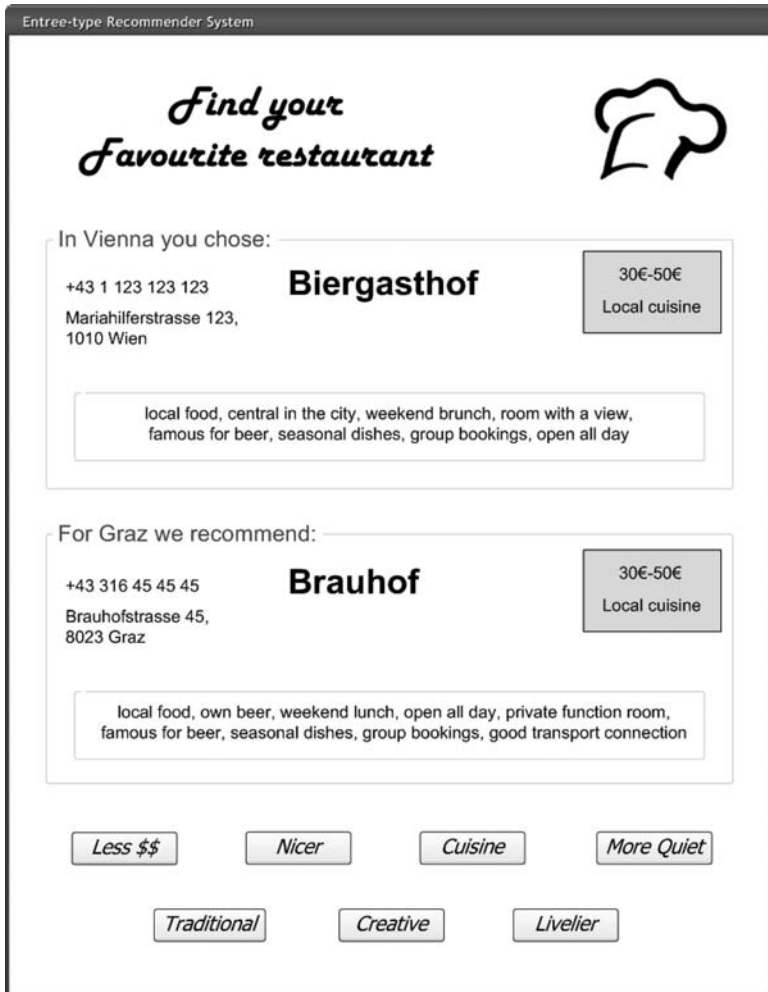 Entree-type Recommender System
Find your
Favourite restaurant
In Vienna you chose:
+43 1 123 123 123
Biergasthof
30€-50€
Local cuisine
Mariahilferstrasse 123,
1010 Wien
local food, central in the city, weekend brunch, room with a view,
famous for beer, seasonal dishes, group bookings, open all day
For Graz we recommend:
+43 316 45 45 45
Brauhof
30€-50€
Local cuisine
Brauhofstrasse 45,
8023 Graz
local food, own beer, weekend lunch, open all day, private function room,
famous for beer, seasonal dishes, group bookings, good transport connection
Less $$ Nicer Cuisine More Quiet
Traditional Creative Livelier